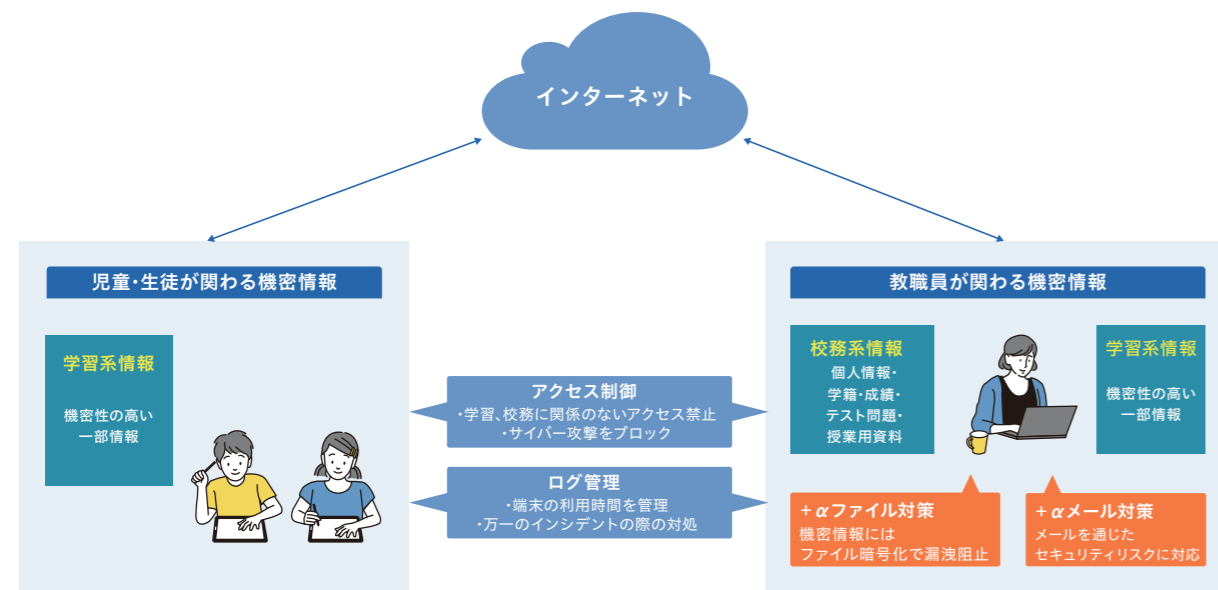 インターネット
児童・生徒が関わる機密情報
学習系情報
機密性の高い
一部情報
アクセス制御
・学習、校務に関係のないアクセス禁止
・サイバー攻撃をブロック
ログ管理
・端末の利用時間を管理
・万一のインシデントの際の対処
教職員が関わる機密情報
校務系情報
個人情報・
学籍・成績・
テスト問題・
授業用資料
学習系情報
機密性の高い
一部情報
+αファイル対策
機密情報には
ファイル暗号化で漏洩阻止
+αメール対策
メールを通じた
セキュリティリスクに対応